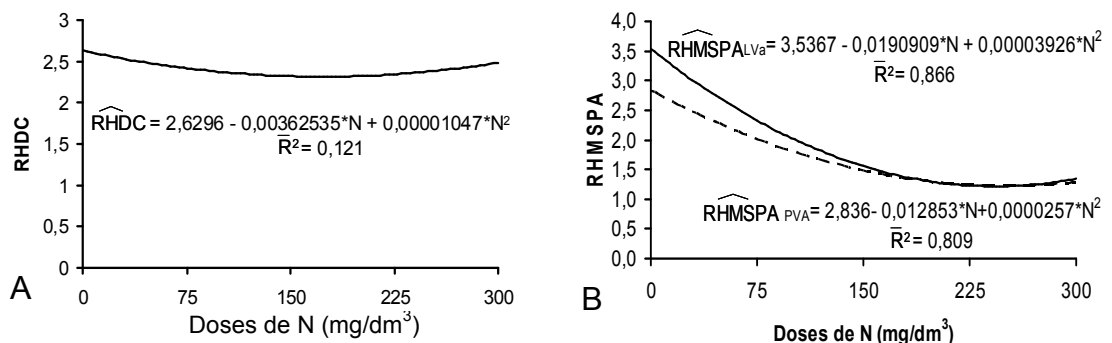 3
2,5
2
1,5
1
0,5
0
RHDC
RHDC = 2,6296 - 0,00362535*N + 0,00001047*N²
R̅² = 0,121
0 75 150 225 300
Doses de N (mg/dm³)
A
4,0
3,5
3,0
2,5
2,0
1,5
1,0
0,5
0,0
RHMSPA
RHMSPA LVa = 3,5367 - 0,0190909*N + 0,00003926*N²
R̅² = 0,866
RHMSPA PVA = 2,836- 0,012853*N+0,0000257*N²
R̅² = 0,809
0 75 150 225 300
Doses de N (mg/dm³)
B